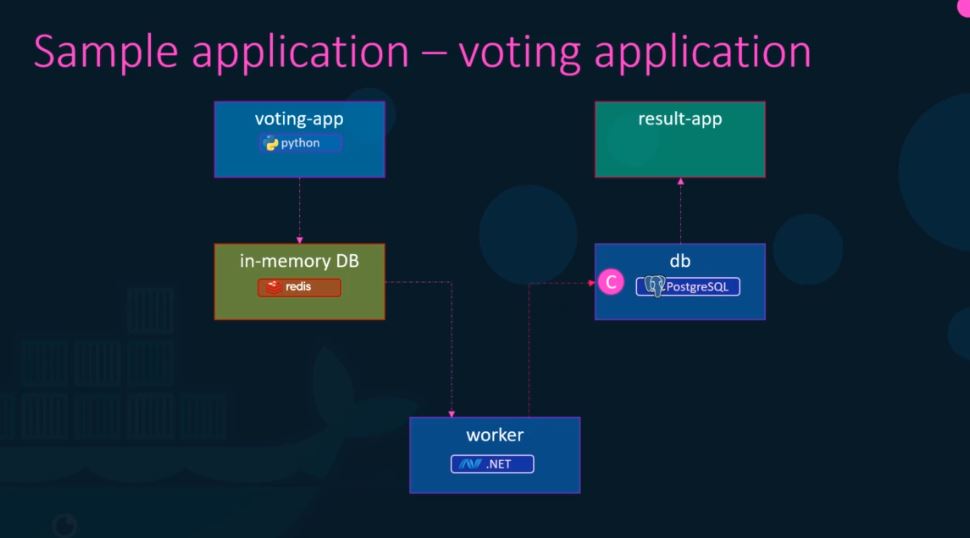 Sample application – voting application
voting-app
python
result-app
in-memory DB
redis
db
C
PostgreSQL
worker
.NET